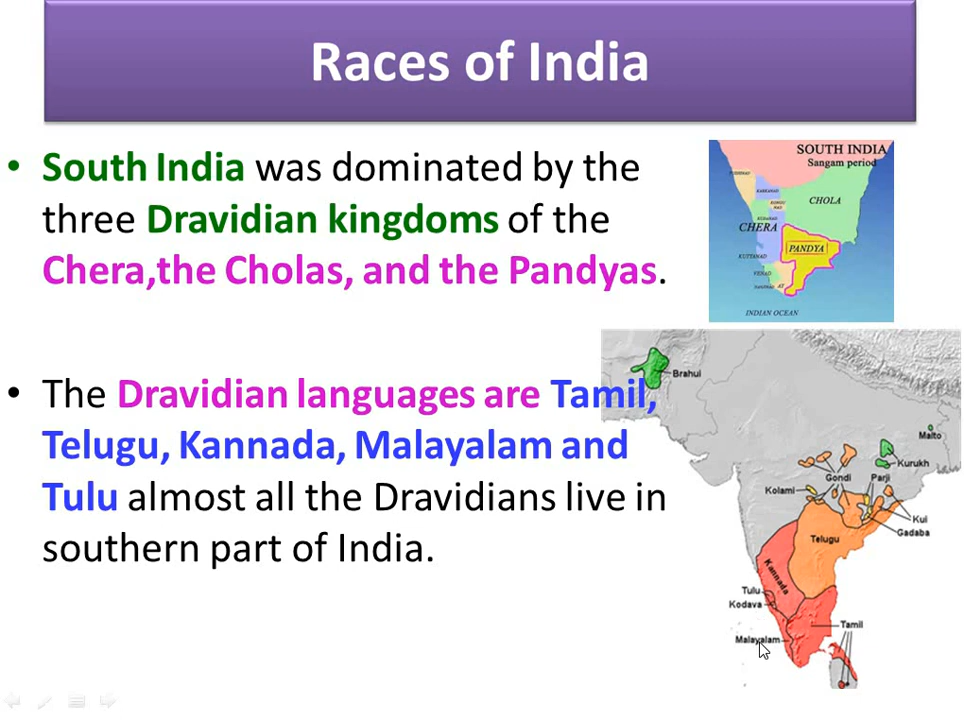 Races of India
• South India was dominated by the
three Dravidian kingdoms of the
Chera,the Cholas, and the Pandyas.
• The Dravidian languages are Tamil,
Telugu, Kannada, Malayalam and
Tulu almost all the Dravidians live in
southern part of India.
SOUTH INDIA
Sangam period
CHOLA
CHERA
PANDYA
KUTTANAD
VENAD
AY
INDIAN OCEAN
Brahui
Malto
Kurukh
Gondi
Parji
Kolami
Kui
Gadaba
Telugu
Kannada
Tulu
Kodava
Tamil
Malayalam